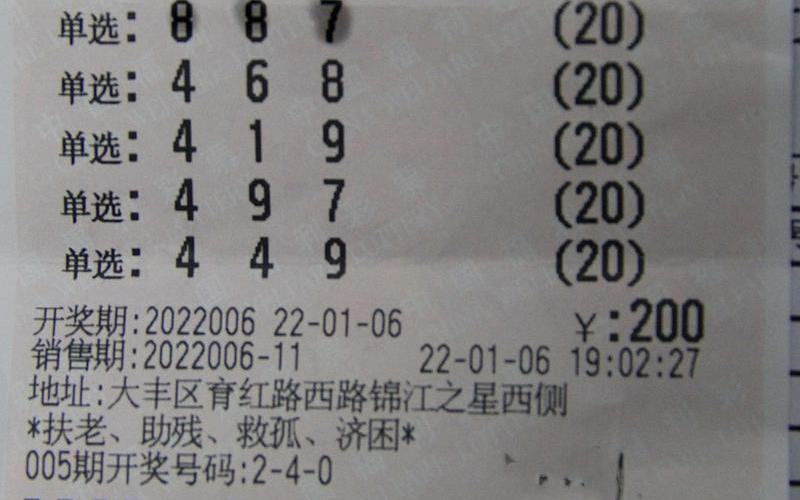 单选: 8 8 7 (20)
单选: 4 6 8 (20)
单选: 4 1 9 (20)
单选: 4 9 7 (20)
单选: 4 4 9 (20)
开奖期:2022006 22-01-06 ¥:200
销售期:2022006-11 22-01-06 19:02:27
地址:大丰区育红路西路锦江之星西侧
*扶老、助残、救孤、济困*
005期开奖号码:2-4-0